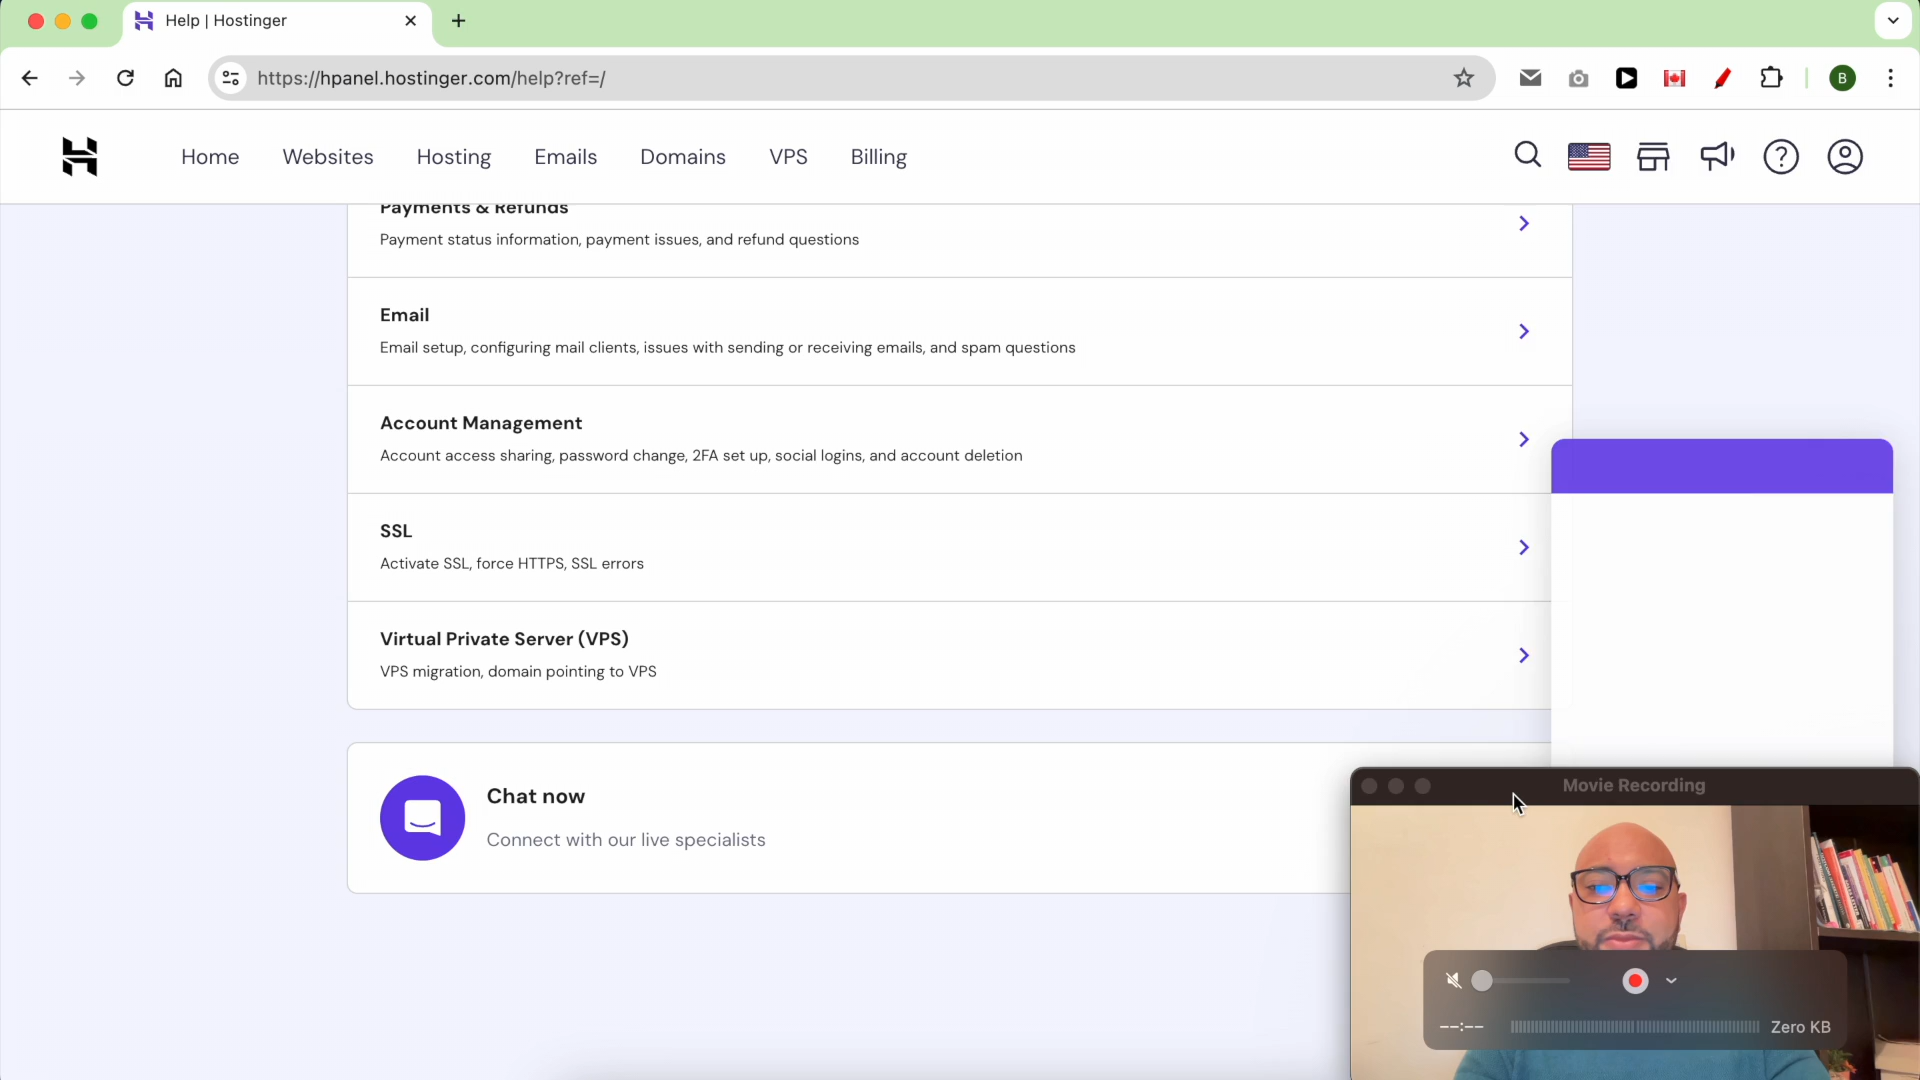 Help | Hostinger
https://hpanel.hostinger.com/help?ref=/
B
Home Websites Hosting Emails Domains VPS Billing
Payments & Refunds
Payment status information, payment issues, and refund questions
Email
Email setup, configuring mail clients, issues with sending or receiving emails, and spam questions
Account Management
Account access sharing, password change, 2FA set up, social logins, and account deletion
SSL
Activate SSL, force HTTPS, SSL errors
Virtual Private Server (VPS)
VPS migration, domain pointing to VPS
Chat now
Connect with our live specialists
Movie Recording
--:--
Zero KB